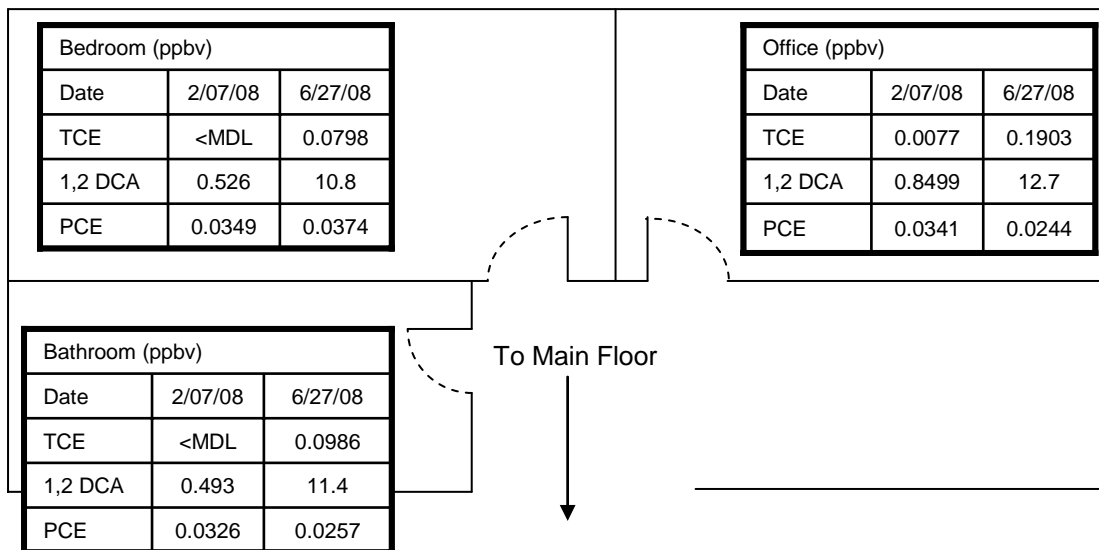 Bedroom (ppbv)
Date 2/07/08 6/27/08
TCE <MDL 0.0798
1,2 DCA 0.526 10.8
PCE 0.0349 0.0374
Office (ppbv)
Date 2/07/08 6/27/08
TCE 0.0077 0.1903
1,2 DCA 0.8499 12.7
PCE 0.0341 0.0244
Bathroom (ppbv)
Date 2/07/08 6/27/08
TCE <MDL 0.0986
1,2 DCA 0.493 11.4
PCE 0.0326 0.0257
To Main Floor